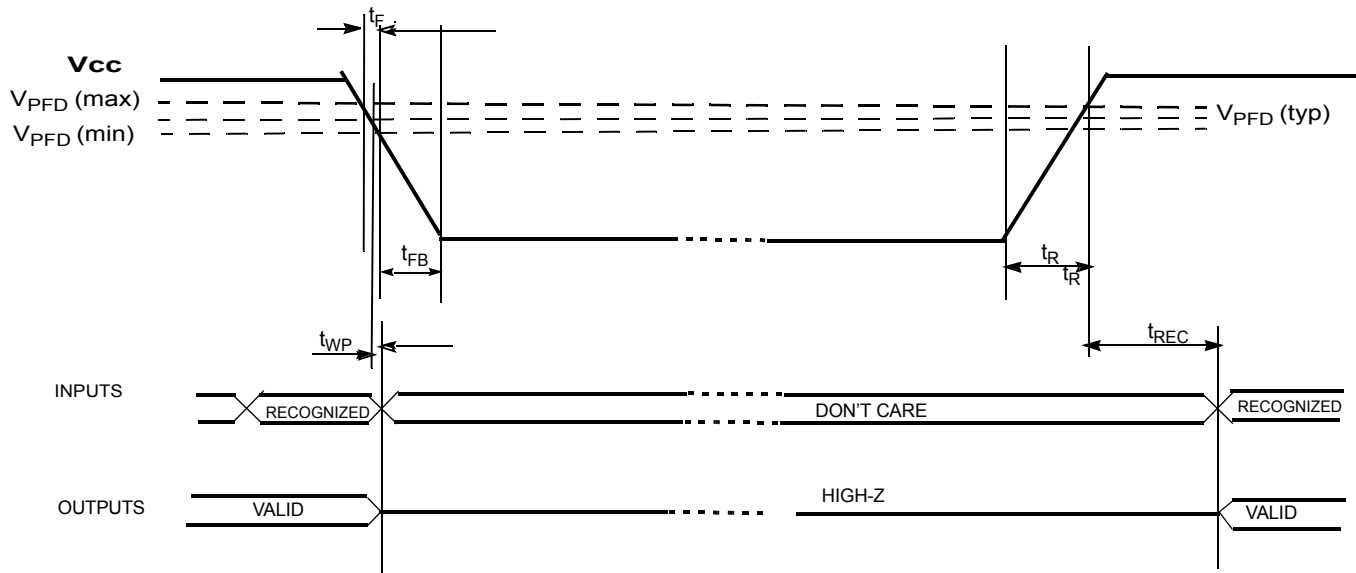 tF
Vcc
VPFD (max)
VPFD (typ)
VPFD (min)
tFB
tR
tR
tWP
tREC
INPUTS
RECOGNIZED
DON'T CARE
RECOGNIZED
OUTPUTS
VALID
HIGH-Z
VALID